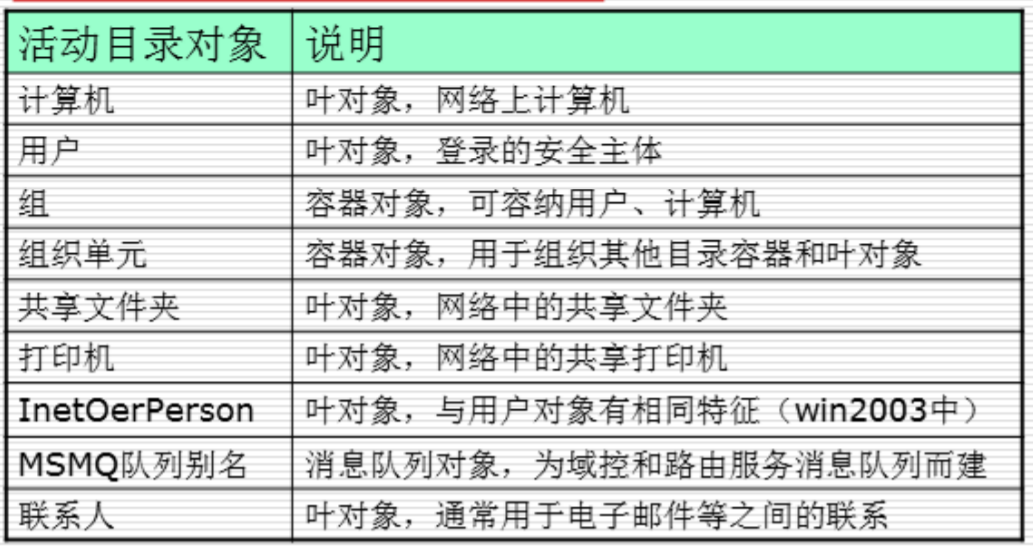 活动目录对象 说明
计算机 叶对象，网络上计算机
用户 叶对象，登录的安全主体
组 容器对象，可容纳用户、计算机
组织单元 容器对象，用于组织其他目录容器和叶对象
共享文件夹 叶对象，网络中的共享文件夹
打印机 叶对象，网络中的共享打印机
InetOerPerson 叶对象，与用户对象有相同特征（win2003中）
MSMQ队列别名 消息队列对象，为域控和路由服务消息队列而建
联系人 叶对象，通常用于电子邮件等之间的联系